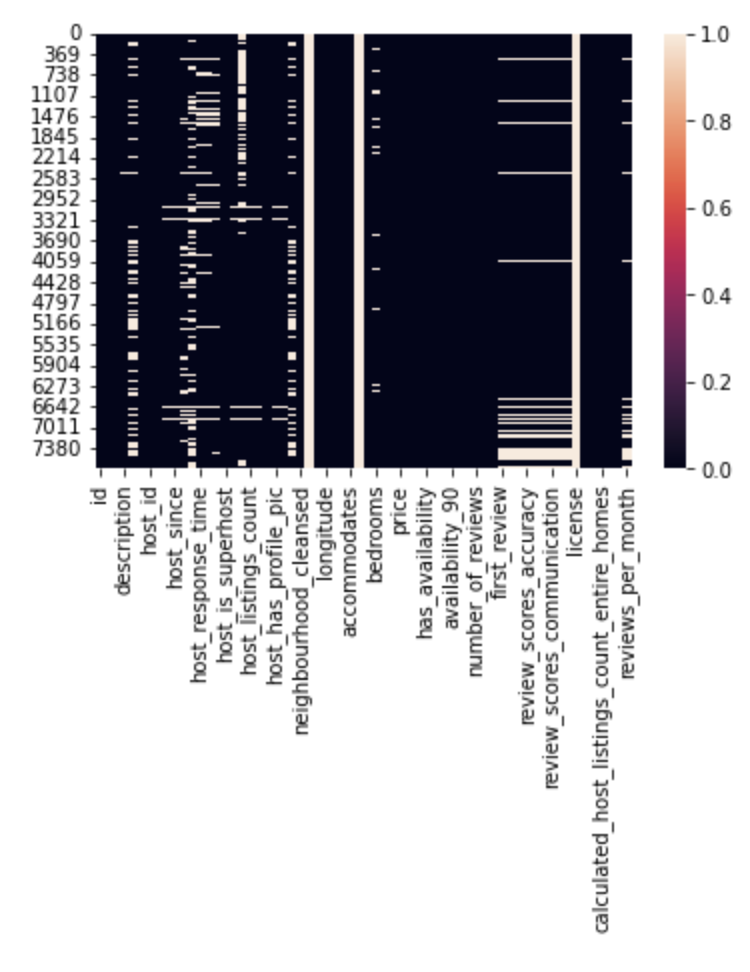 0
369
738
1107
1476
1845
2214
2583
2952
3321
3690
4059
4428
4797
5166
5535
5904
6273
6642
7011
7380
1.0
0.8
0.6
0.4
0.2
0.0
id
description
host_id
host_since
host_response_time
host_is_superhost
host_listings_count
host_has_profile_pic
neighbourhood_cleansed
longitude
accommodates
bedrooms
price
has_availability
availability_90
number_of_reviews
first_review
review_scores_accuracy
review_scores_communication
license
calculated_host_listings_count_entire_homes
reviews_per_month